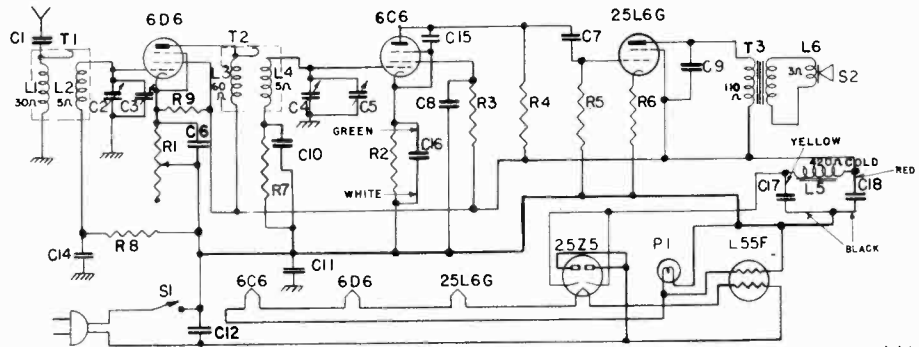 6D6
6C6
25L6G
C1
T1
T2
C15
C7
T3
L6
L1
30Ω
L2
5Ω
C2
C3
R9
L3
60
Ω
L4
5Ω
C4
C5
C8
R3
R4
R5
R6
C9
110
Ω
3Ω
S2
R1
C6
C10
R7
GREEN
R2
C16
WHITE
YELLOW
420Ω COLD
RED
C17
L5
C18
BLACK
R8
C14
C11
25Z5
P1
L55F
S1
6C6
6D6
25L6G
C12